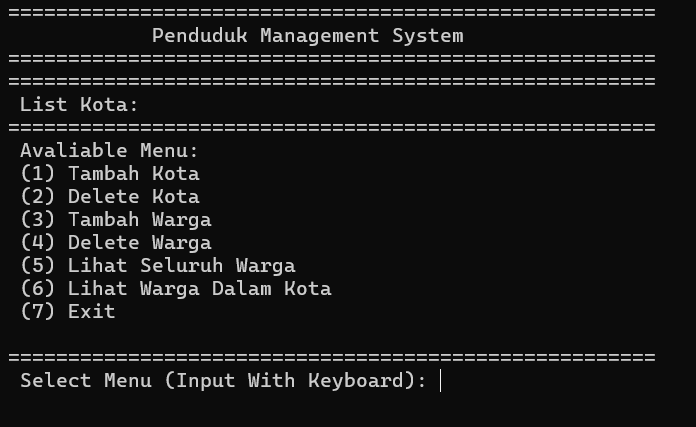 ======================================================
Penduduk Management System
======================================================
======================================================
List Kota:
======================================================
Avaliable Menu:
(1) Tambah Kota
(2) Delete Kota
(3) Tambah Warga
(4) Delete Warga
(5) Lihat Seluruh Warga
(6) Lihat Warga Dalam Kota
(7) Exit
======================================================
Select Menu (Input With Keyboard):